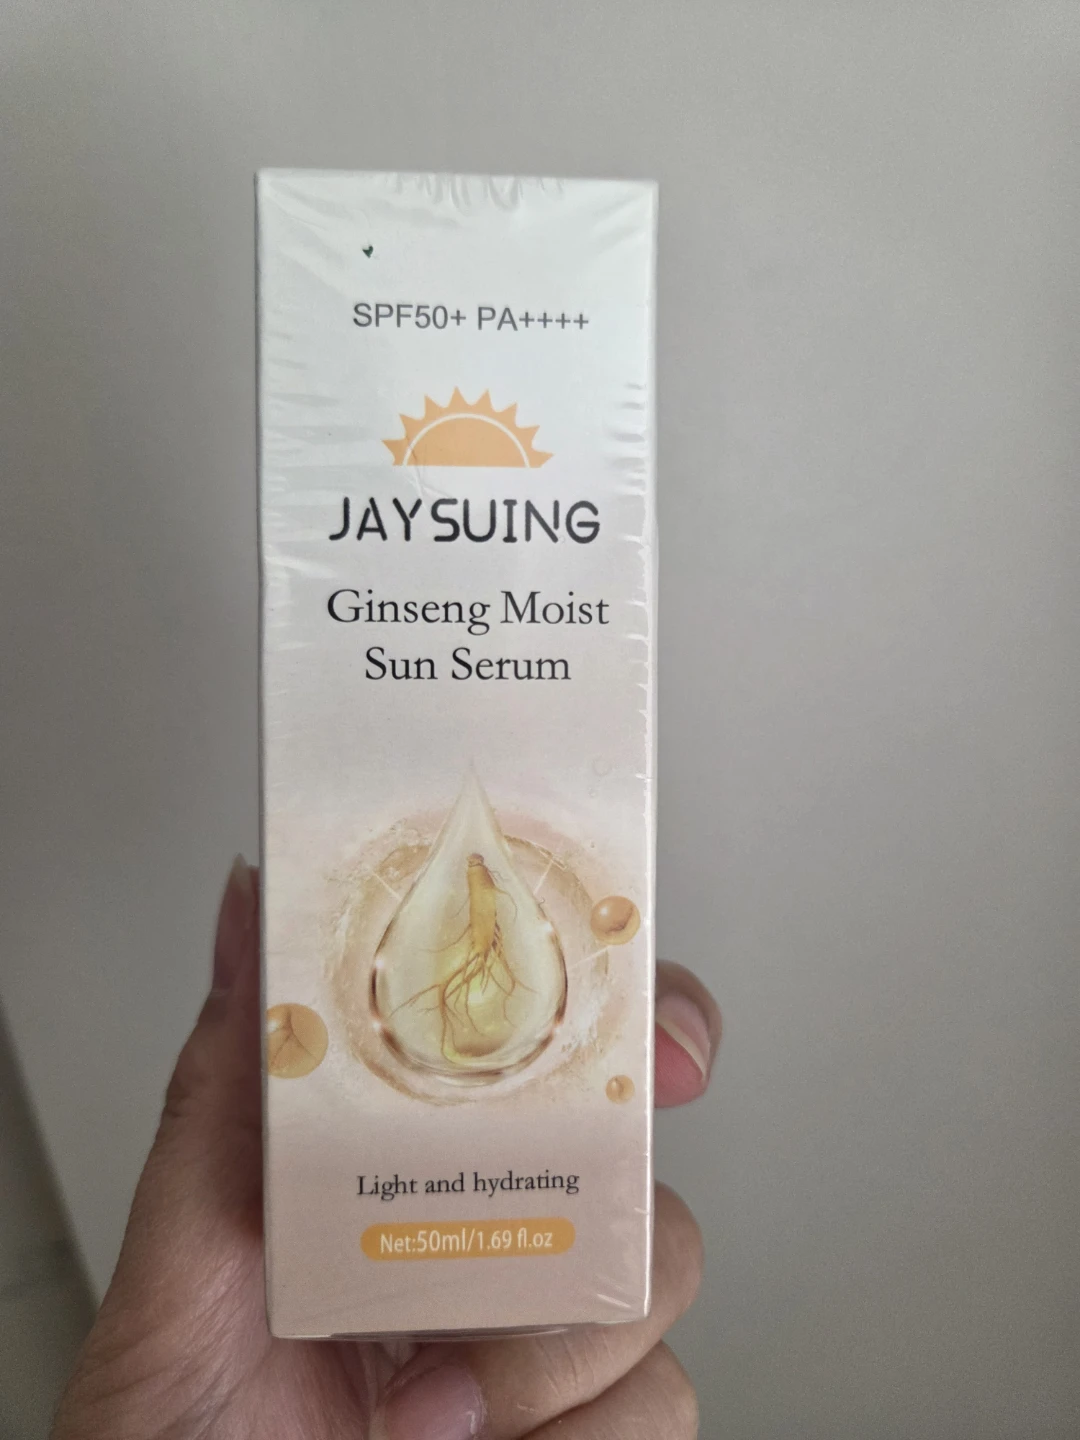 SPF50+ PA++++
JAYSUING
Ginseng Moist
Sun Serum
Light and hydrating
Net:50ml/1.69 fl.oz